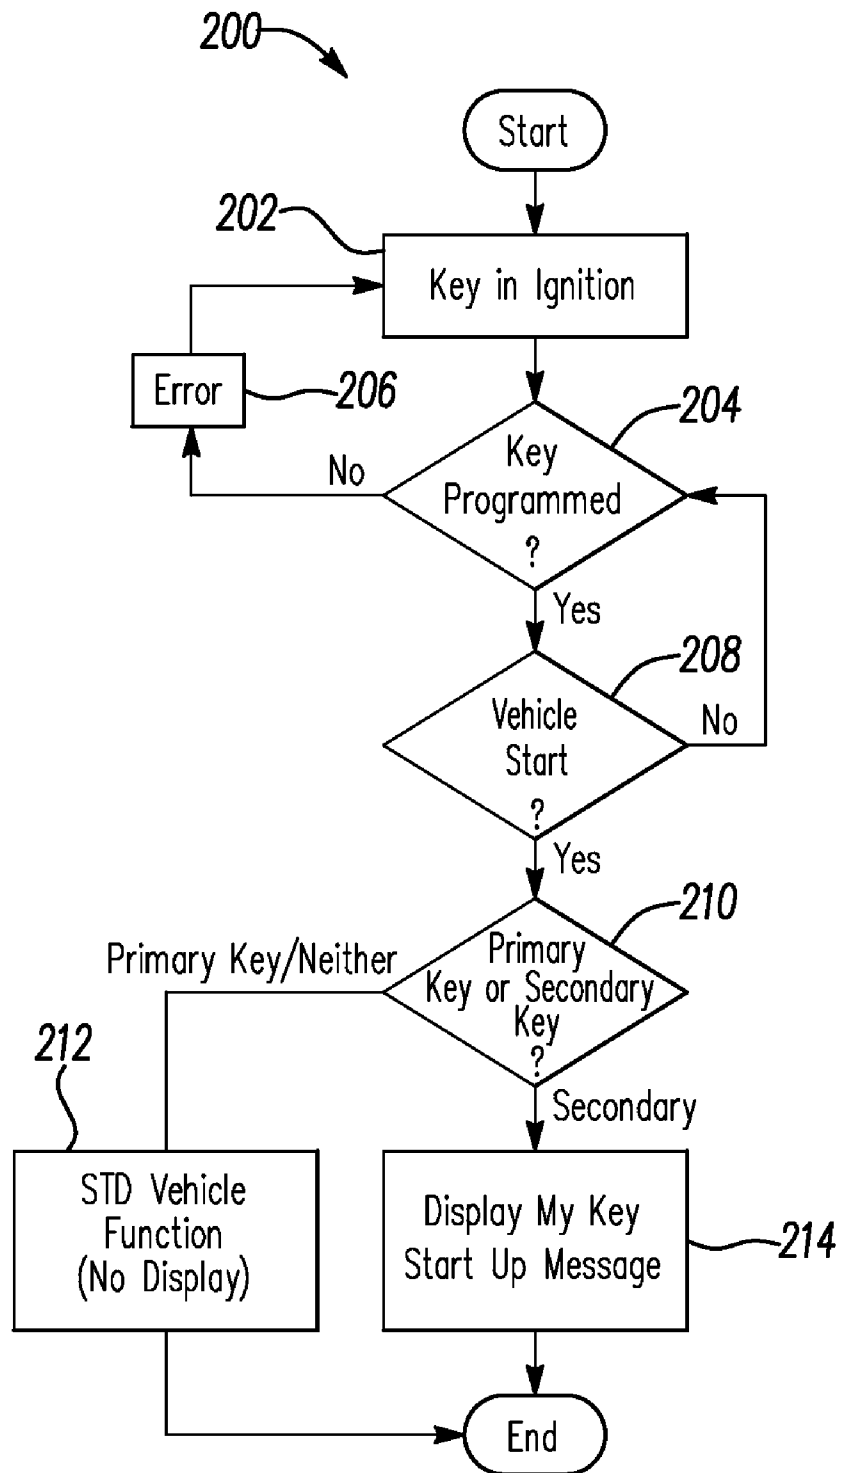 200
Start
202
Key in Ignition
Error
206
204
Key
Programmed
?
No
Yes
208
Vehicle
Start
?
No
Yes
210
Primary
Key or Secondary
Key
?
Primary Key/Neither
Secondary
212
STD Vehicle
Function
(No Display)
Display My Key
Start Up Message
214
End